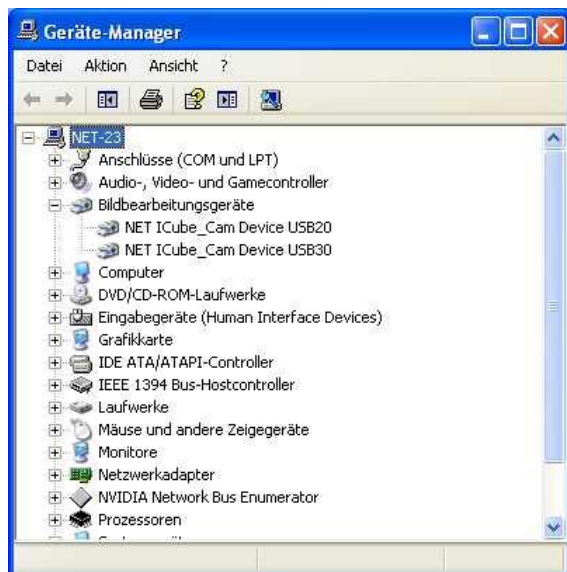 Geräte-Manager
Datei Aktion Ansicht ?
NET-23
Anschlüsse (COM und LPT)
Audio-, Video- und Gamecontroller
Bildbearbeitungsgeräte
NET ICube_Cam Device USB20
NET ICube_Cam Device USB30
Computer
DVD/CD-ROM-Laufwerke
Eingabegeräte (Human Interface Devices)
Grafikkarte
IDE ATA/ATAPI-Controller
IEEE 1394 Bus-Hostcontroller
Laufwerke
Mäuse und andere Zeigegeräte
Monitore
Netzwerkadapter
NVIDIA Network Bus Enumerator
Prozessoren